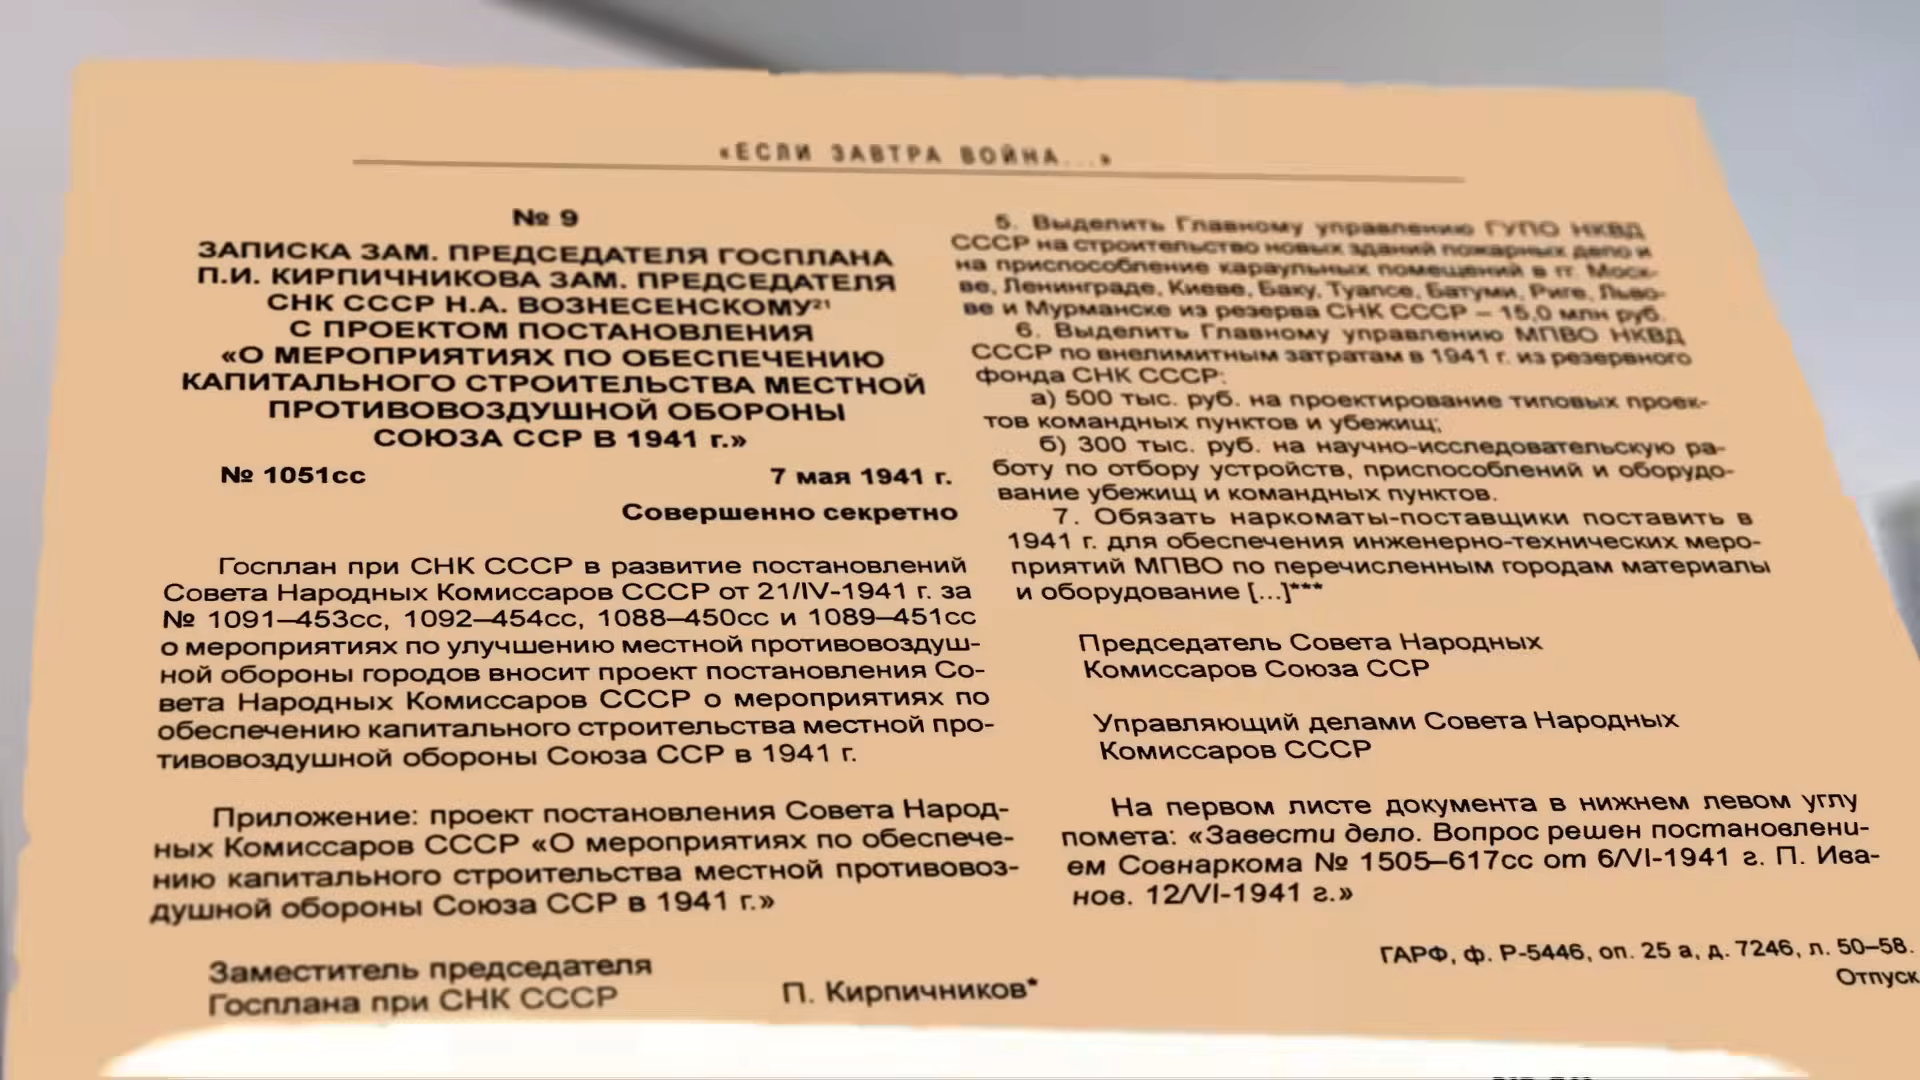 «ЕСЛИ ЗАВТРА ВОЙНА...»
№ 9
ЗАПИСКА ЗАМ. ПРЕДСЕДАТЕЛЯ ГОСПЛАНА
П.И. КИРПИЧНИКОВА ЗАМ. ПРЕДСЕДАТЕЛЯ
СНК СССР Н.А. ВОЗНЕСЕНСКОМУ²¹
С ПРОЕКТОМ ПОСТАНОВЛЕНИЯ
«О МЕРОПРИЯТИЯХ ПО ОБЕСПЕЧЕНИЮ
КАПИТАЛЬНОГО СТРОИТЕЛЬСТВА МЕСТНОЙ
ПРОТИВОВОЗДУШНОЙ ОБОРОНЫ
СОЮЗА ССР В 1941 г.»
№ 1051сс 7 мая 1941 г.
Совершенно секретно
Госплан при СНК СССР в развитие постановлений
Совета Народных Комиссаров СССР от 21/IV-1941 г. за
№ 1091–453сс, 1092–454сс, 1088–450сс и 1089–451сс
о мероприятиях по улучшению местной противовоздуш-
ной обороны городов вносит проект постановления Со-
вета Народных Комиссаров СССР о мероприятиях по
обеспечению капитального строительства местной про-
тивовоздушной обороны Союза ССР в 1941 г.
Приложение: проект постановления Совета Народ-
ных Комиссаров СССР «О мероприятиях по обеспече-
нию капитального строительства местной противовоз-
душной обороны Союза ССР в 1941 г.»
Заместитель председателя
Госплана при СНК СССР П. Кирпичников*
5. Выделить Главному управлению ГУПО НКВД
СССР на строительство новых зданий пожарных депо и
на приспособление караульных помещений в гг. Моск-
ве, Ленинграде, Киеве, Баку, Туапсе, Батуми, Риге, Льво-
ве и Мурманске из резерва СНК СССР – 15,0 млн руб.
6. Выделить Главному управлению МПВО НКВД
СССР по внелимитным затратам в 1941 г. из резервного
фонда СНК СССР:
а) 500 тыс. руб. на проектирование типовых проек-
тов командных пунктов и убежищ;
б) 300 тыс. руб. на научно-исследовательскую ра-
боту по отбору устройств, приспособлений и оборудо-
вание убежищ и командных пунктов.
7. Обязать наркоматы-поставщики поставить в
1941 г. для обеспечения инженерно-технических меро-
приятий МПВО по перечисленным городам материалы
и оборудование [...]***
Председатель Совета Народных
Комиссаров Союза ССР
Управляющий делами Совета Народных
Комиссаров СССР
На первом листе документа в нижнем левом углу
помета: «Завести дело. Вопрос решен постановлени-
ем Совнаркома № 1505–617сс от 6/VI-1941 г. П. Ива-
нов. 12/VI-1941 г.»
ГАРФ, ф. Р-5446, оп. 25 а, д. 7246, л. 50–58.
Отпуск